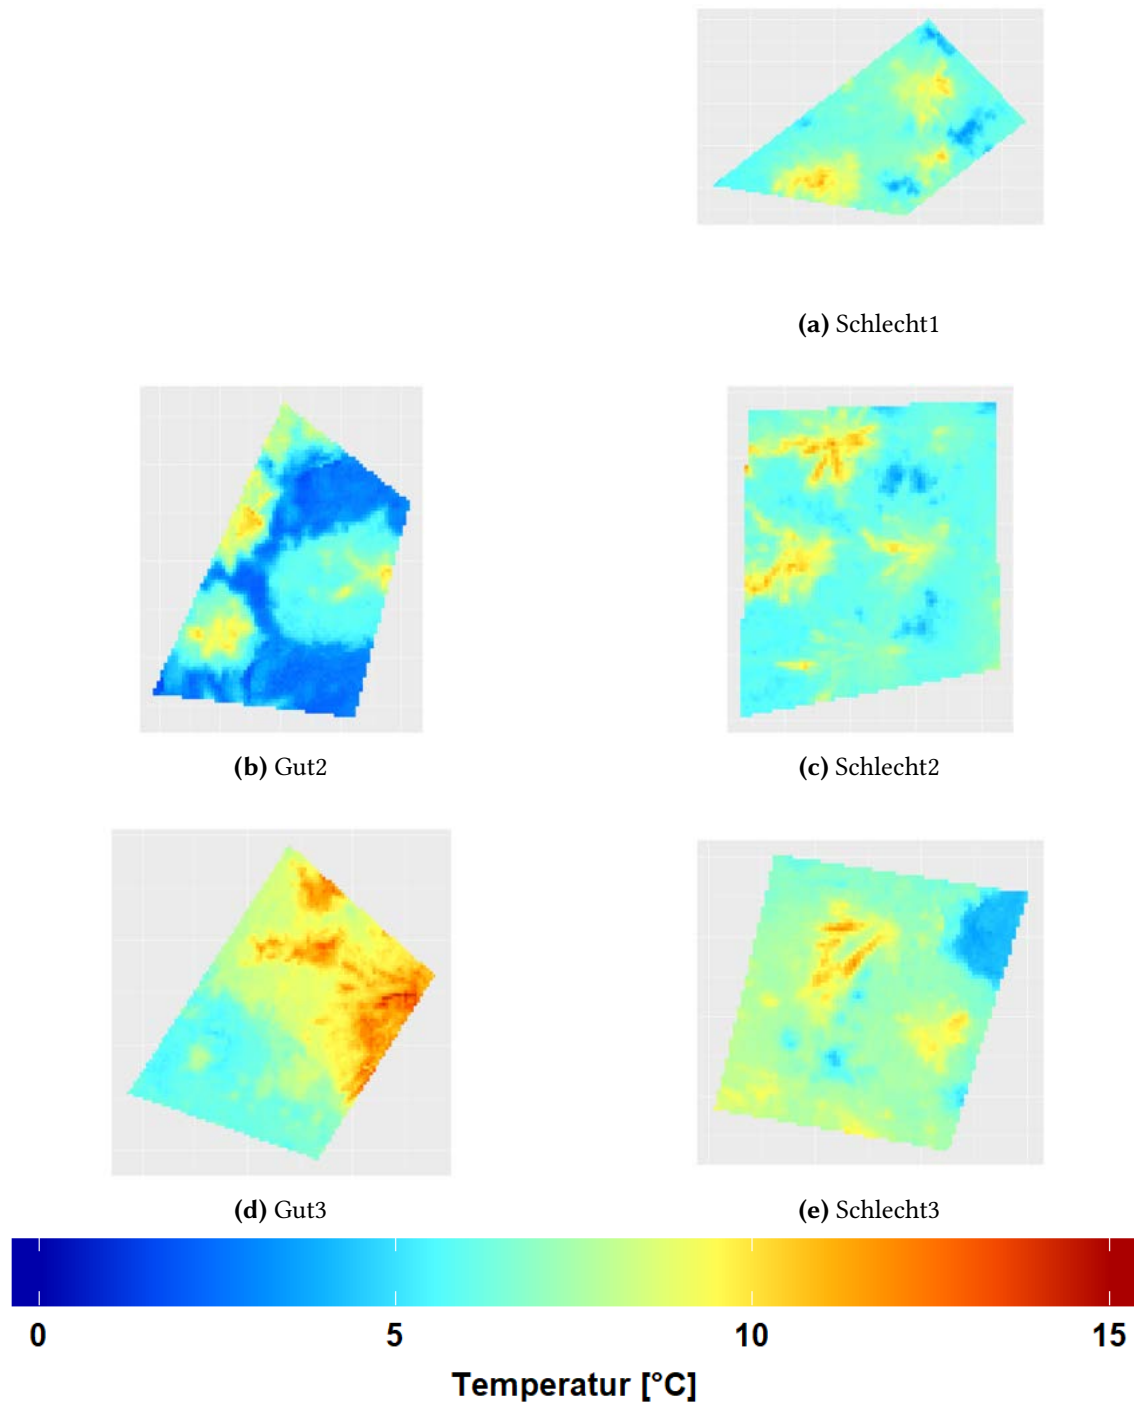 (a) Schlecht1
(b) Gut2
(c) Schlecht2
(d) Gut3
(e) Schlecht3
0 5 10 15
Temperatur [°C]